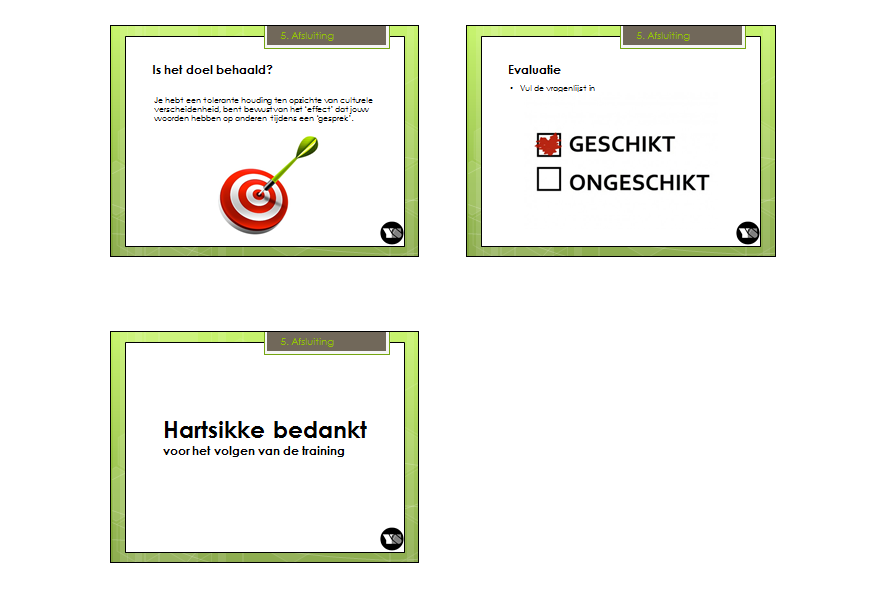 5. Afsluiting
Is het doel behaald?
Je hebt een tolerante houding ten opzichte van culturele
verscheidenheid, bent bewust van het 'effect' dat jouw
woorden hebben op anderen tijdens een 'gesprek'.
5. Afsluiting
Evaluatie
• Vul de vragenlijst in
GESCHIKT
ONGESCHIKT
5. Afsluiting
Hartsikke bedankt
voor het volgen van de training